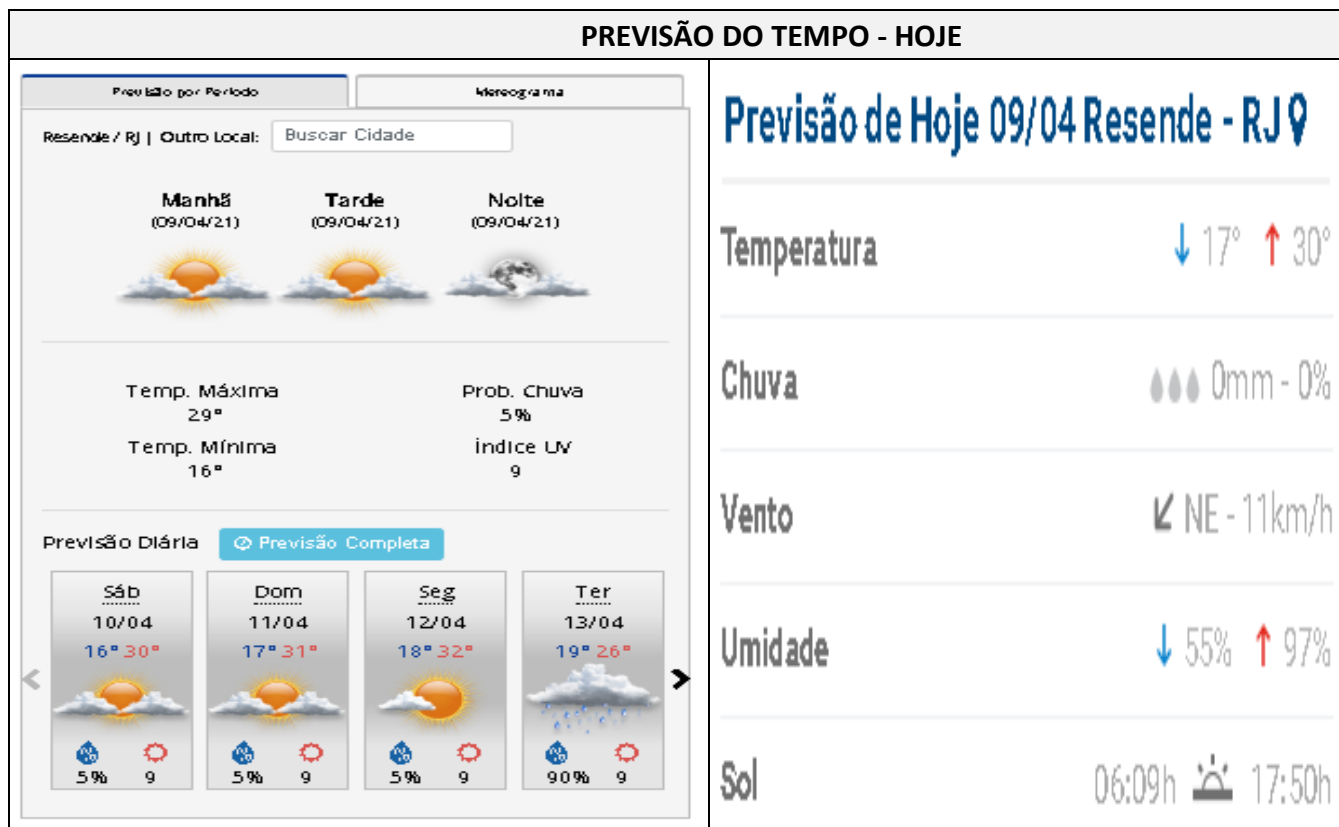 PREVISÃO DO TEMPO - HOJE
Previsão por Período
Meteograma
Resende / RJ | Outro Local: Buscar Cidade
Manhã Tarde Noite
(09/04/21) (09/04/21) (09/04/21)
Temp. Máxima Prob. Chuva
29° 5%
Temp. Mínima Índice UV
16° 9
Previsão Diária Previsão Completa
Sáb Dom Seg Ter
10/04 11/04 12/04 13/04
16° 30° 17° 31° 18° 32° 19° 26°
5% 9 5% 9 5% 9 90% 9
Previsão de Hoje 09/04 Resende - RJ
Temperatura ↓ 17° ↑ 30°
Chuva 0mm - 0%
Vento NE - 11km/h
Umidade ↓ 55% ↑ 97%
Sol 06:09h 17:50h